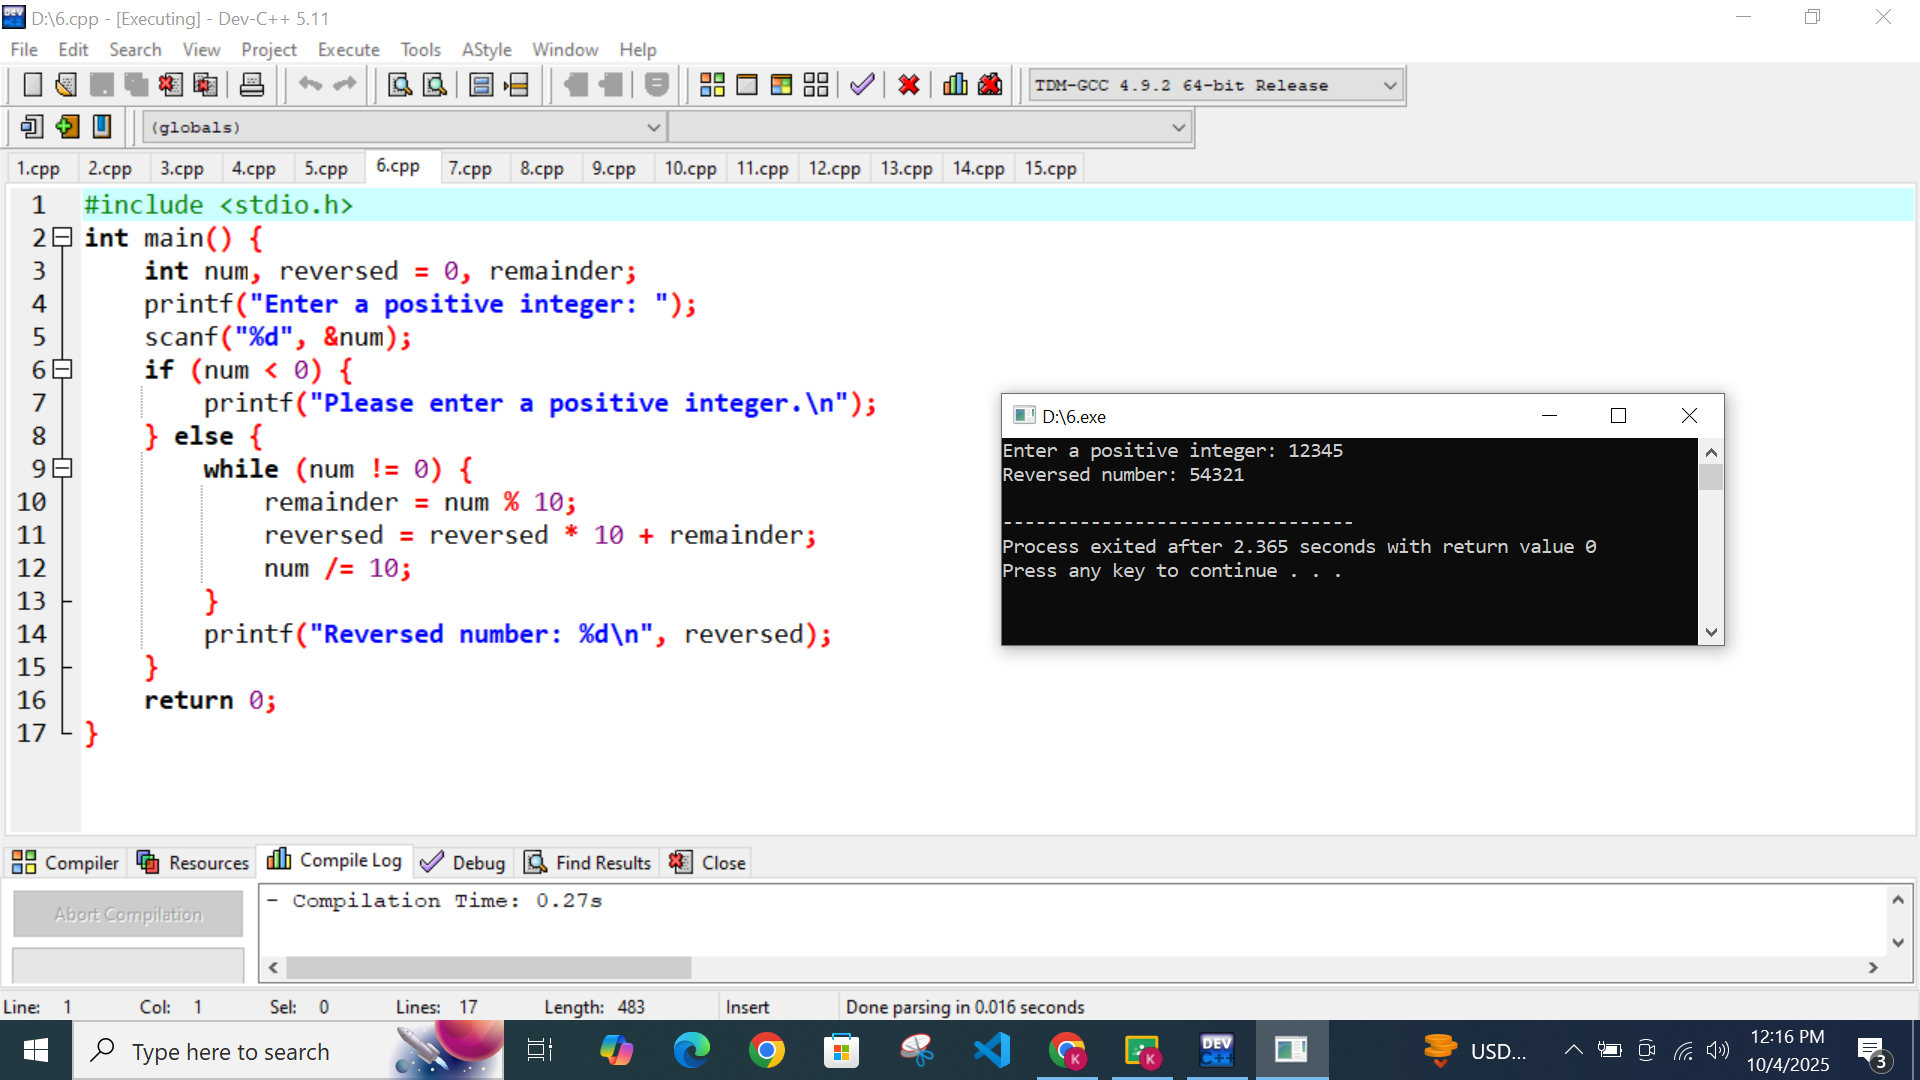 D:\6.cpp - [Executing] - Dev-C++ 5.11
File Edit Search View Project Execute Tools AStyle Window Help
TDM-GCC 4.9.2 64-bit Release
(globals)
1.cpp 2.cpp 3.cpp 4.cpp 5.cpp 6.cpp 7.cpp 8.cpp 9.cpp 10.cpp 11.cpp 12.cpp 13.cpp 14.cpp 15.cpp
1 #include <stdio.h>
2 int main() {
3     int num, reversed = 0, remainder;
4     printf("Enter a positive integer: ");
5     scanf("%d", &num);
6     if (num < 0) {
7         printf("Please enter a positive integer.\n");
8     } else {
9         while (num != 0) {
10             remainder = num % 10;
11             reversed = reversed * 10 + remainder;
12             num /= 10;
13         }
14         printf("Reversed number: %d\n", reversed);
15     }
16     return 0;
17 }
D:\6.exe
Enter a positive integer: 12345
Reversed number: 54321
--------------------------------
Process exited after 2.365 seconds with return value 0
Press any key to continue . . .
Compiler Resources Compile Log Debug Find Results Close
Abort Compilation
- Compilation Time: 0.27s
Line: 1 Col: 1 Sel: 0 Lines: 17 Length: 483 Insert Done parsing in 0.016 seconds
Type here to search
K
K
DEV
C++
USD...
12:16 PM
10/4/2025
3